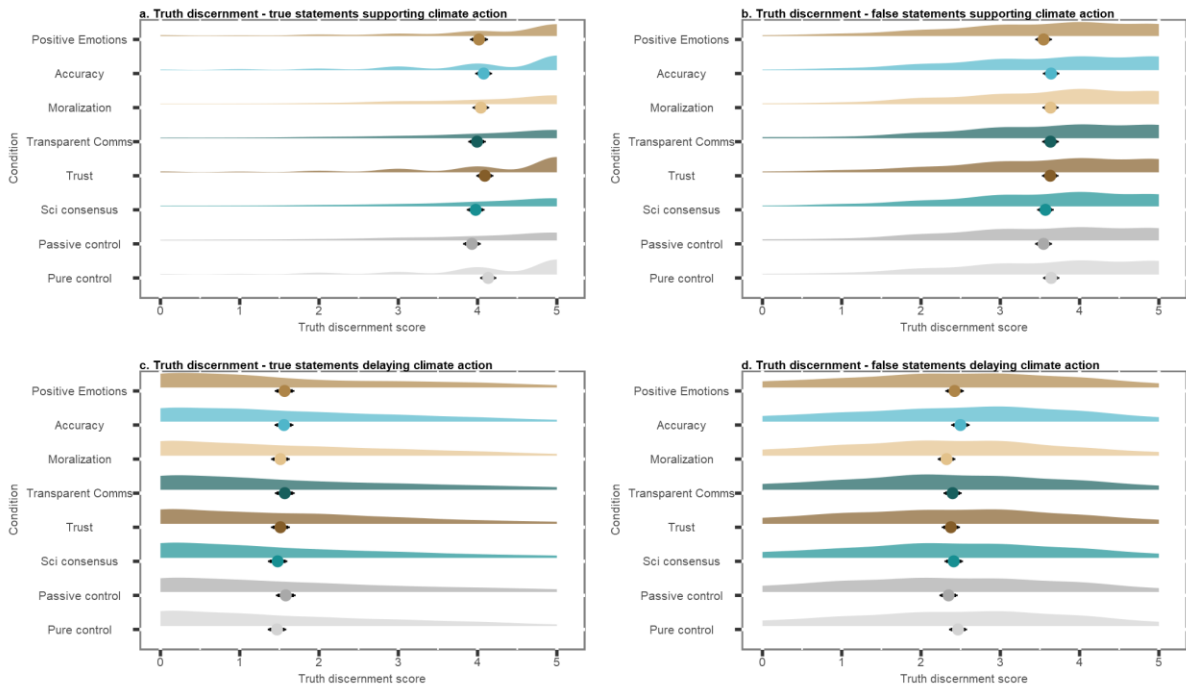 a. Truth discernment - true statements supporting climate action
Positive Emotions
Accuracy
Moralization
Transparent Comms
Trust
Sci consensus
Passive control
Pure control
Condition
0 1 2 3 4 5
Truth discernment score
b. Truth discernment - false statements supporting climate action
Positive Emotions
Accuracy
Moralization
Transparent Comms
Trust
Sci consensus
Passive control
Pure control
Condition
0 1 2 3 4 5
Truth discernment score
c. Truth discernment - true statements delaying climate action
Positive Emotions
Accuracy
Moralization
Transparent Comms
Trust
Sci consensus
Passive control
Pure control
Condition
0 1 2 3 4 5
Truth discernment score
d. Truth discernment - false statements delaying climate action
Positive Emotions
Accuracy
Moralization
Transparent Comms
Trust
Sci consensus
Passive control
Pure control
Condition
0 1 2 3 4 5
Truth discernment score